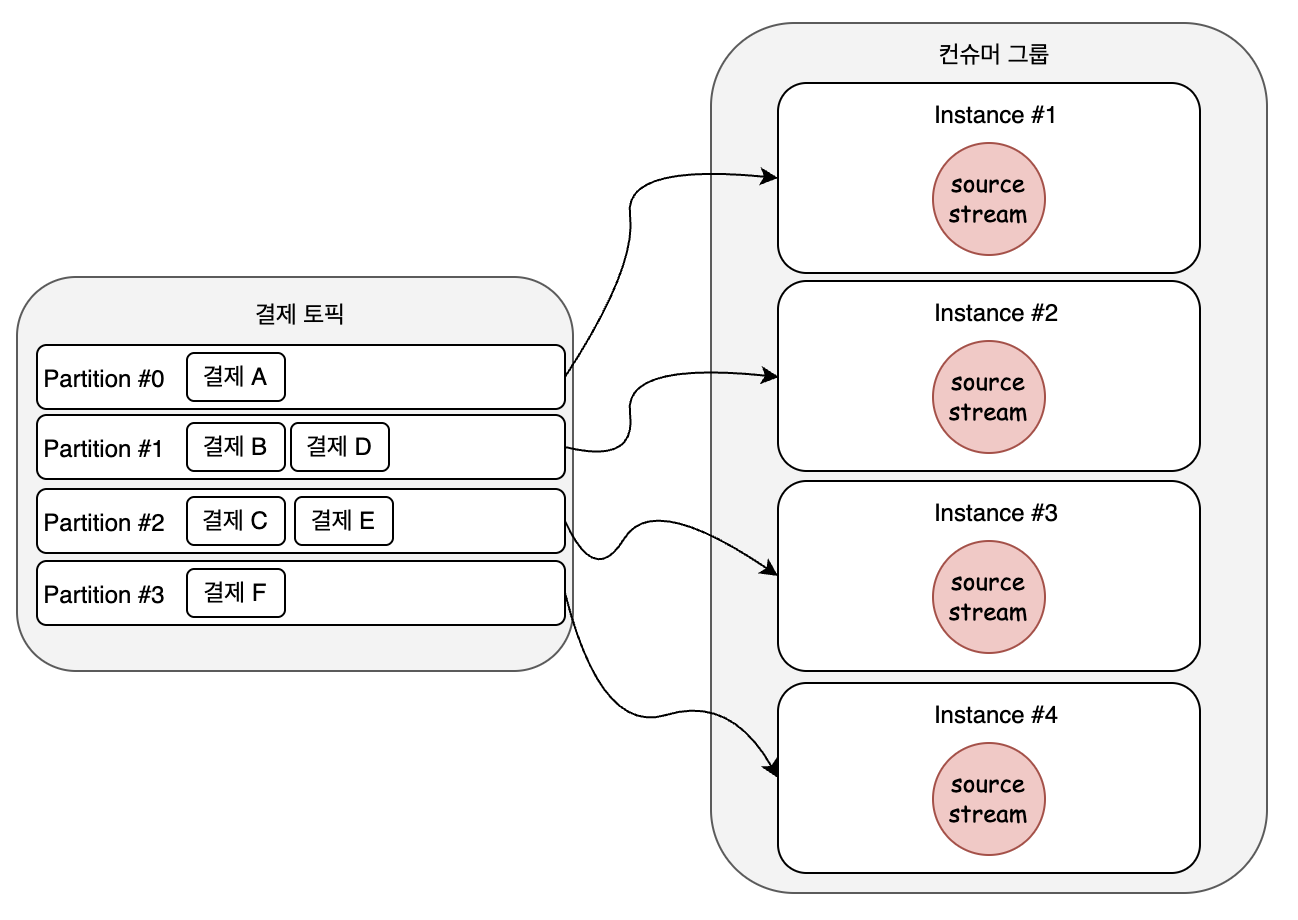 결제 토픽
Partition #0 결제 A
Partition #1 결제 B 결제 D
Partition #2 결제 C 결제 E
Partition #3 결제 F
컨슈머 그룹
Instance #1
source
stream
Instance #2
source
stream
Instance #3
source
stream
Instance #4
source
stream